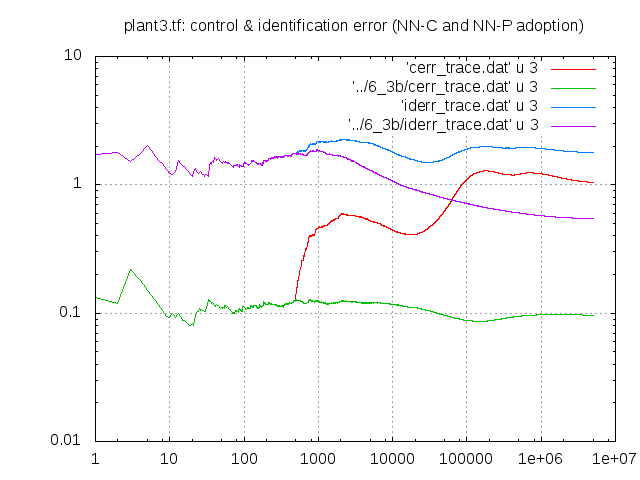 plant3.tf: control & identification error (NN-C and NN-P adoption)
10
1
0.1
0.01
'cerr_trace.dat' u 3
'../6_3b/cerr_trace.dat' u 3
'iderr_trace.dat' u 3
'../6_3b/iderr_trace.dat' u 3
1 10 100 1000 10000 100000 1e+06 1e+07